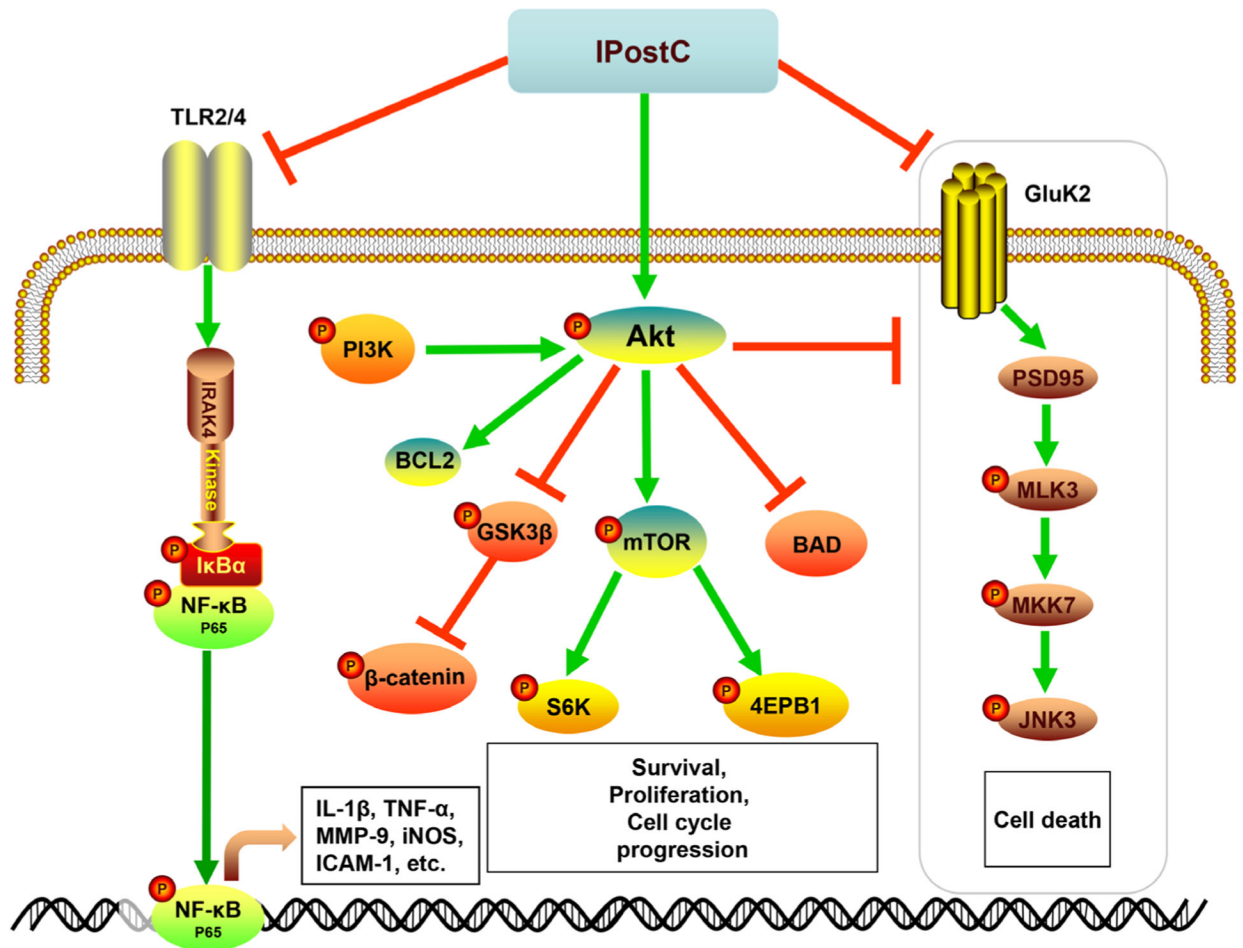 IPostC
TLR2/4
GluK2
P
Akt
P
PI3K
IRAK4
Kinase
PSD95
BCL2
P
MLK3
P
GSK3β
P
mTOR
BAD
P
IκBα
P
NF-κB
P65
P
MKK7
P
β-catenin
P
S6K
P
4EPB1
P
JNK3
IL-1β, TNF-α,
MMP-9, iNOS,
ICAM-1, etc.
Survival,
Proliferation,
Cell cycle
progression
Cell death
P
NF-κB
P65